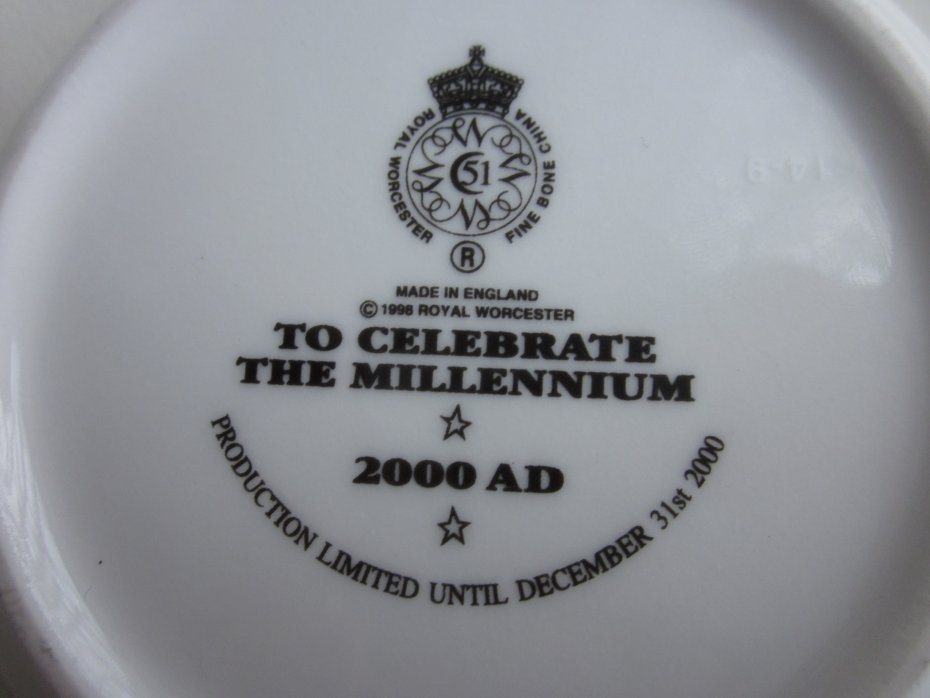 ROYAL WORCESTER
FINE BONE CHINA
51
®
MADE IN ENGLAND
© 1998 ROYAL WORCESTER
TO CELEBRATE
THE MILLENNIUM
2000 AD
PRODUCTION LIMITED UNTIL DECEMBER 31st 2000